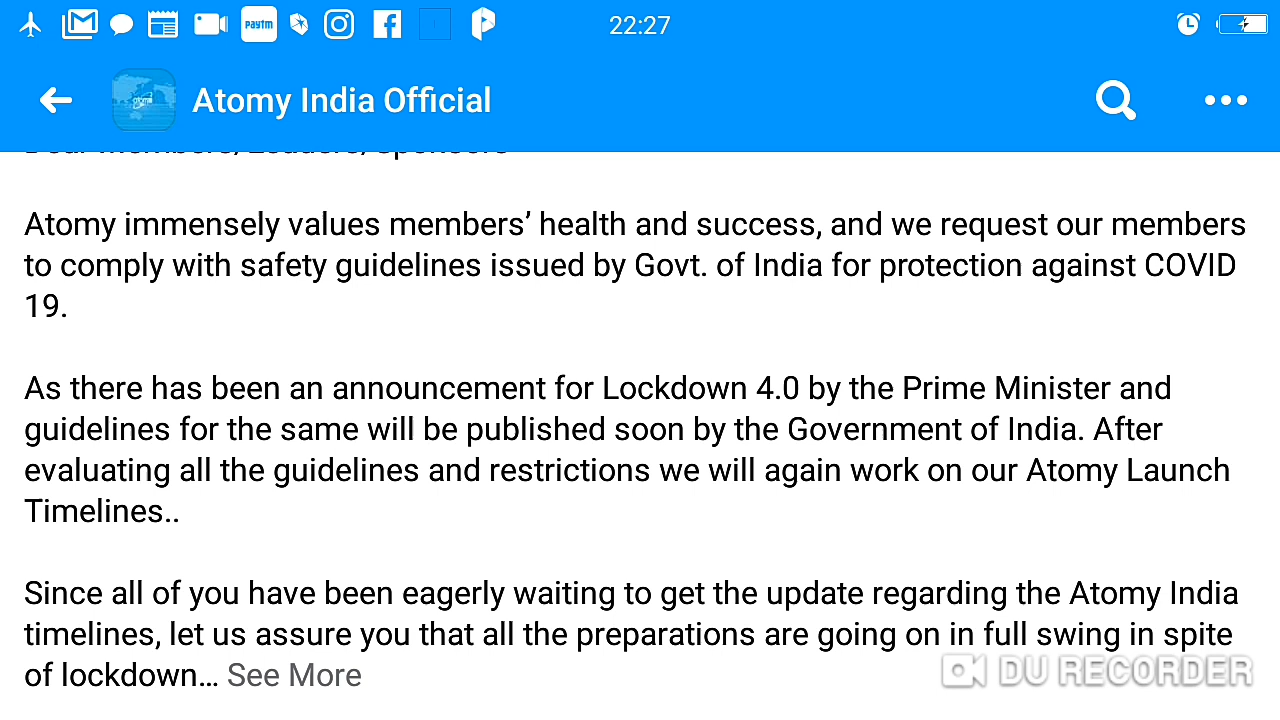 Paytm
22:27
Atomy India Official
Dear Members, Leaders, Sponsors
Atomy immensely values members’ health and success, and we request our members
to comply with safety guidelines issued by Govt. of India for protection against COVID
19.
As there has been an announcement for Lockdown 4.0 by the Prime Minister and
guidelines for the same will be published soon by the Government of India. After
evaluating all the guidelines and restrictions we will again work on our Atomy Launch
Timelines..
Since all of you have been eagerly waiting to get the update regarding the Atomy India
timelines, let us assure you that all the preparations are going on in full swing in spite
of lockdown... See More
DU RECORDER